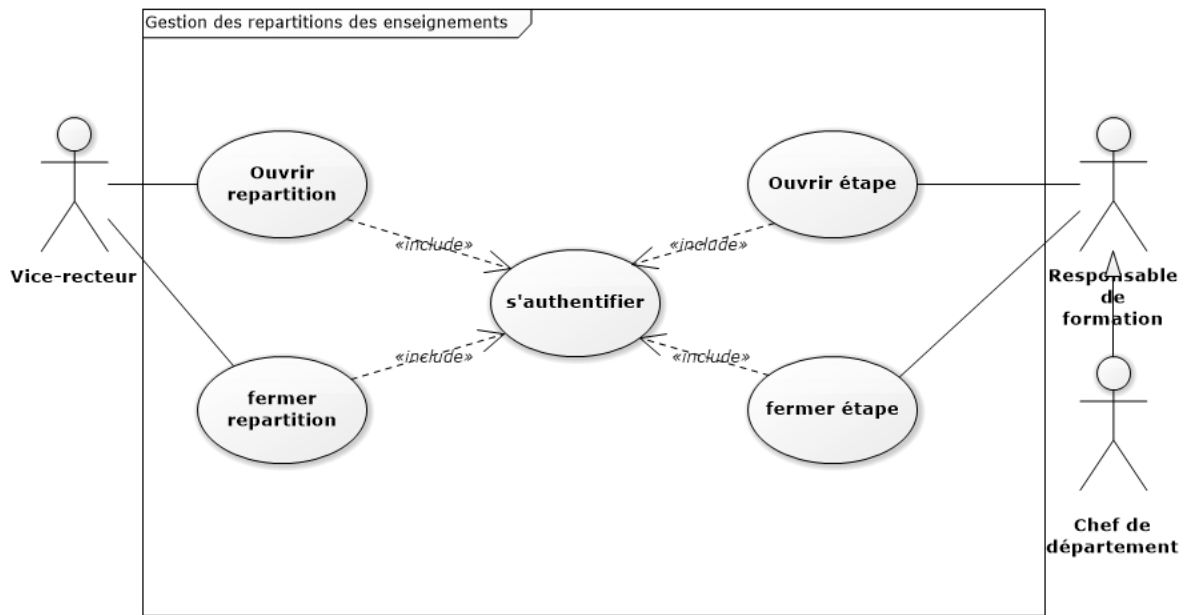 Gestion des repartitions des enseignements
Vice-recteur
Ouvrir
repartition
«include»
fermer
repartition
«include»
s'authentifier
Ouvrir étape
«include»
fermer étape
«include»
Responsable
de
formation
Chef de
département